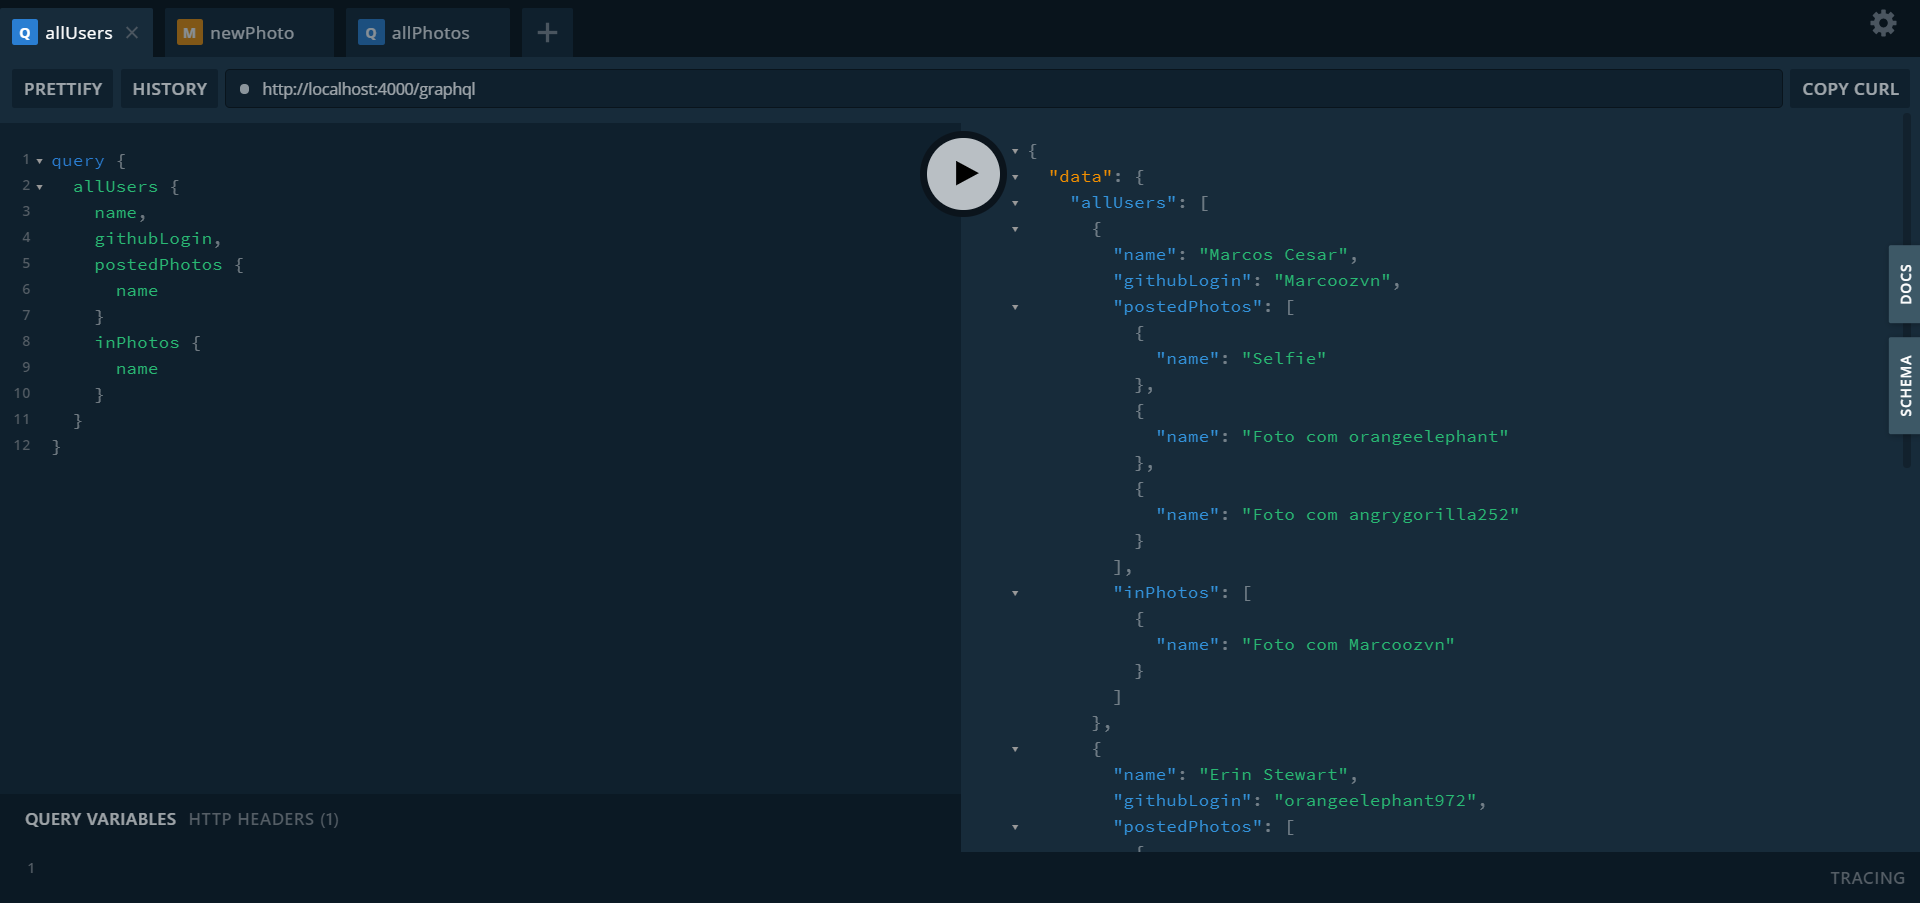 Q allUsers ×
M newPhoto
Q allPhotos
+
PRETTIFY
HISTORY
http://localhost:4000/graphql
COPY CURL
1 query {
2 allUsers {
3 name,
4 githubLogin,
5 postedPhotos {
6 name
7 }
8 inPhotos {
9 name
10 }
11 }
12 }
QUERY VARIABLES HTTP HEADERS (1)
1
{
"data": {
"allUsers": [
{
"name": "Marcos Cesar",
"githubLogin": "Marcoozvn",
"postedPhotos": [
{
"name": "Selfie"
},
{
"name": "Foto com orangeelephant"
},
{
"name": "Foto com angrygorilla252"
}
],
"inPhotos": [
{
"name": "Foto com Marcoozvn"
}
]
},
{
"name": "Erin Stewart",
"githubLogin": "orangeelephant972",
"postedPhotos": [
{
DOCS
SCHEMA
TRACING